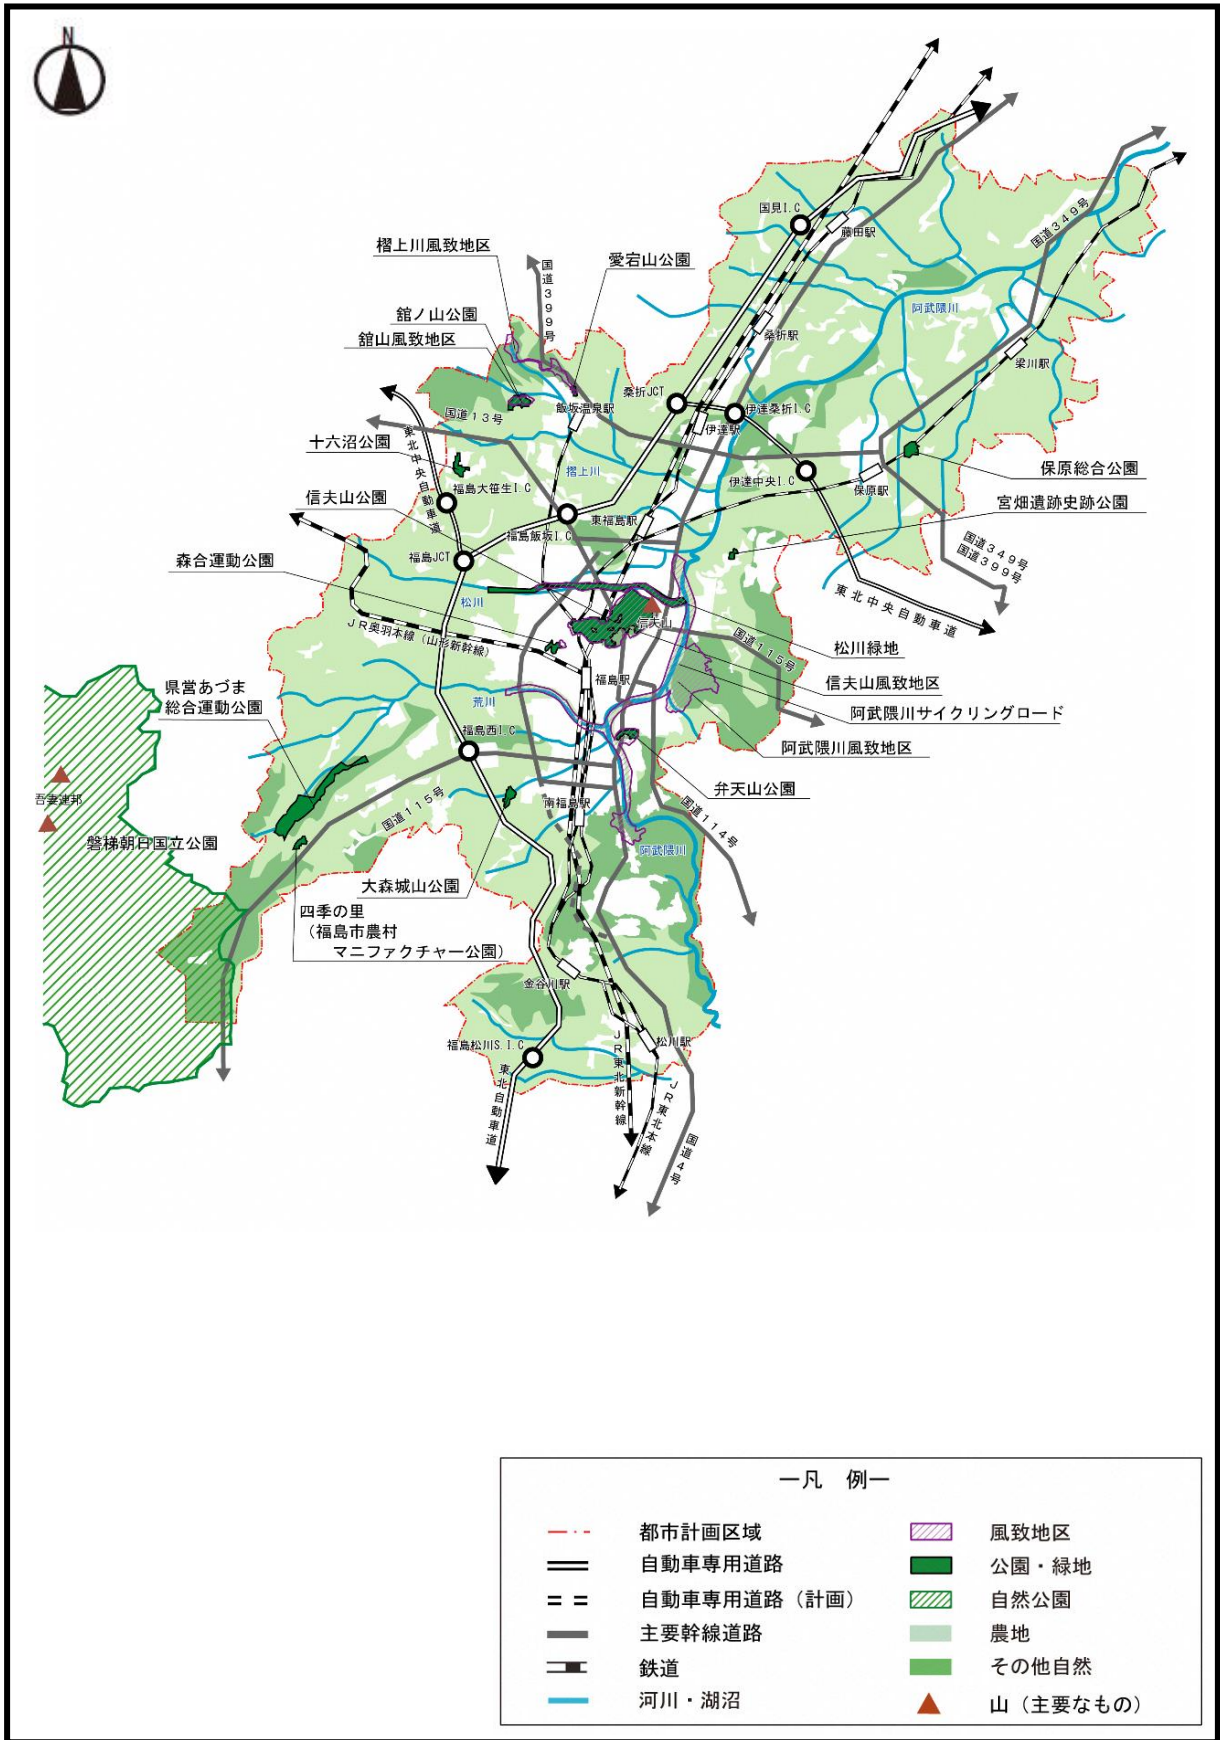 N
国見I.C
藤田駅
国道349号
摺上川風致地区
国道399号
愛宕山公園
阿武隈川
舘ノ山公園
舘山風致地区
桑折駅
梁川駅
桑折JCT
伊達桑折I.C
飯坂温泉駅
国道13号
伊達駅
十六沼公園
東北中央自動車道
摺上川
保原総合公園
伊達中央I.C
保原駅
福島大笹生I.C
信夫山公園
宮畑遺跡史跡公園
東福島駅
福島飯坂I.C
福島JCT
国道349号
国道399号
森合運動公園
東北中央自動車道
松川
JR奥羽本線（山形新幹線）
信夫山
国道115号
松川緑地
福島駅
信夫山風致地区
県営あづま
総合運動公園
荒川
阿武隈川サイクリングロード
福島西I.C
阿武隈川風致地区
弁天山公園
吾妻連邦
南福島駅
国道115号
国道114号
磐梯朝日国立公園
阿武隈川
大森城山公園
四季の里
（福島市農村
マニファクチャー公園）
金谷川駅
福島松川S.I.C
松川駅
東北自動車道
JR東北新幹線
JR東北本線
国道4号
―凡　例―
都市計画区域
風致地区
自動車専用道路
公園・緑地
自動車専用道路（計画）
自然公園
主要幹線道路
農地
鉄道
その他自然
河川・湖沼
山（主要なもの）